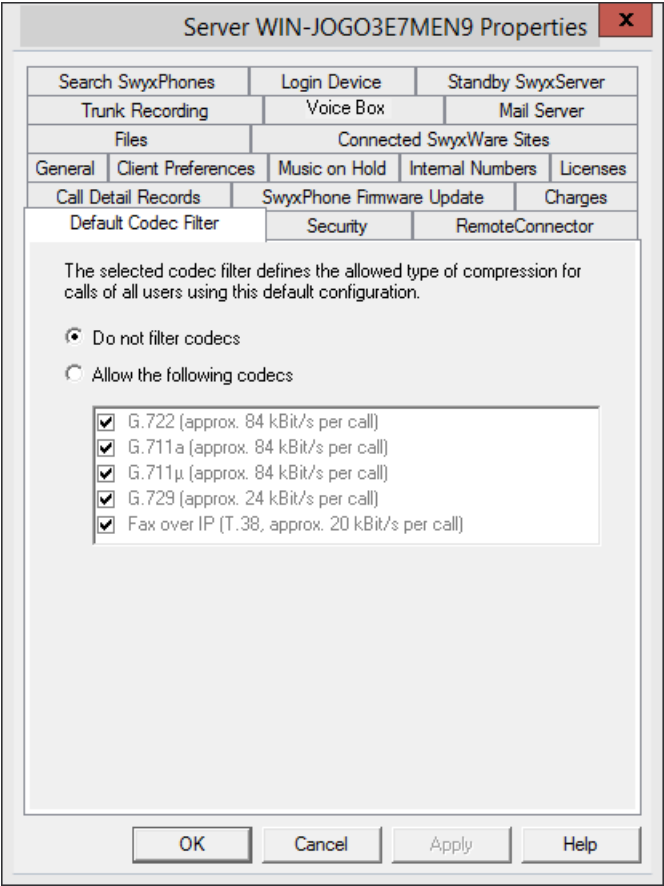 Server WIN-JOGO3E7MEN9 Properties x
Search SwyxPhones Login Device Standby SwyxServer
Trunk Recording Voice Box Mail Server
Files Connected SwyxWare Sites
General Client Preferences Music on Hold Internal Numbers Licenses
Call Detail Records SwyxPhone Firmware Update Charges
Default Codec Filter Security RemoteConnector
The selected codec filter defines the allowed type of compression for
calls of all users using this default configuration.
Do not filter codecs
Allow the following codecs
G.722 (approx. 84 kBit/s per call)
G.711a (approx. 84 kBit/s per call)
G.711μ (approx. 84 kBit/s per call)
G.729 (approx. 24 kBit/s per call)
Fax over IP (T.38, approx. 20 kBit/s per call)
OK Cancel Apply Help